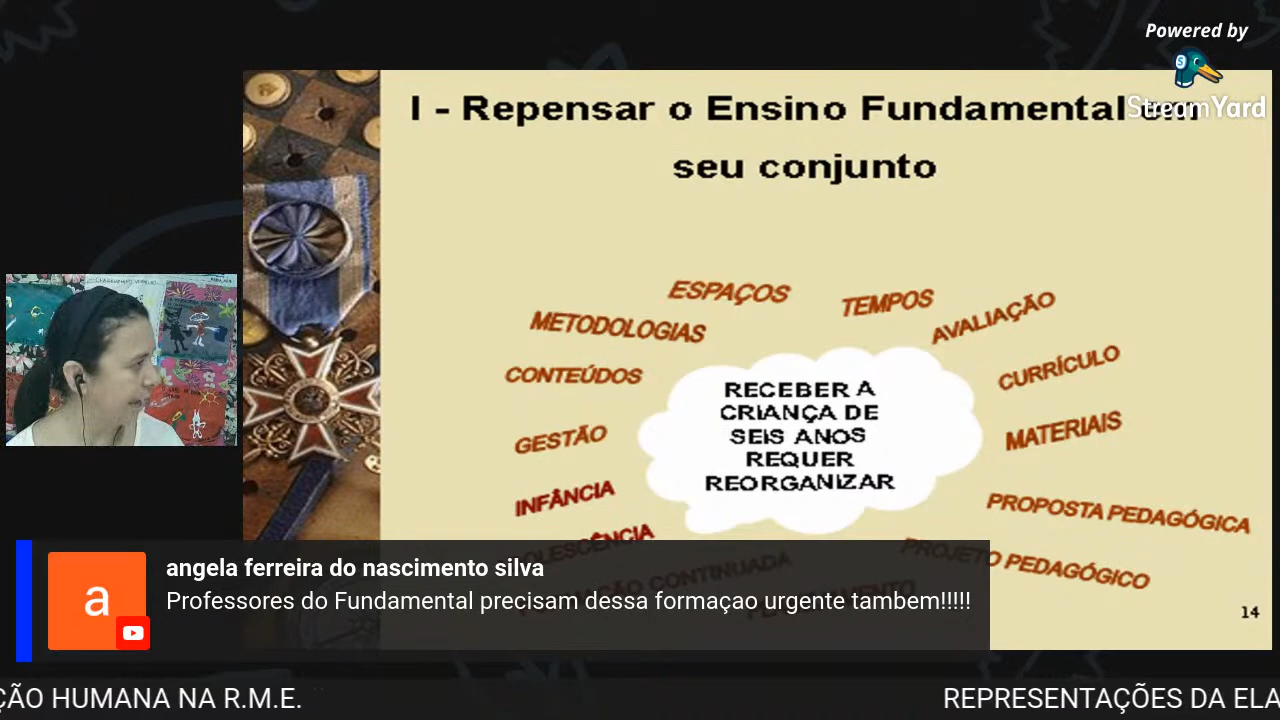 Powered by
StreamYard
I - Repensar o Ensino Fundamental em
seu conjunto
ESPAÇOS
TEMPOS
METODOLOGIAS
AVALIAÇÃO
CONTEÚDOS
CURRÍCULO
RECEBER A
CRIANÇA DE
SEIS ANOS
REQUER
REORGANIZAR
GESTÃO
MATERIAIS
INFÂNCIA
PROPOSTA PEDAGÓGICA
PROJETO PEDAGÓGICO
CONTINUADA
14
angela ferreira do nascimento silva
Professores do Fundamental precisam dessa formaçao urgente tambem!!!!!
a
ÇÃO HUMANA NA R.M.E.
REPRESENTAÇÕES DA ELA